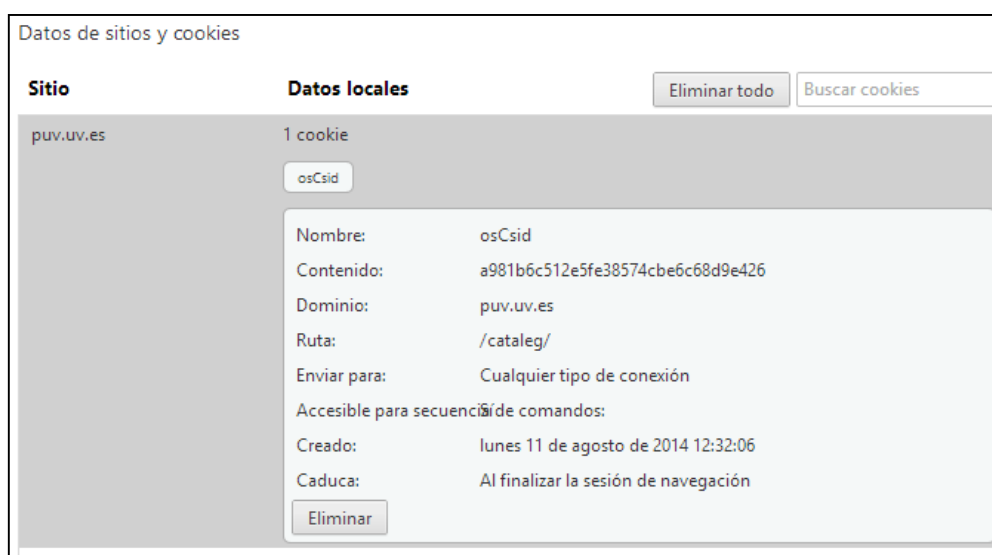 Datos de sitios y cookies
Sitio Datos locales Eliminar todo Buscar cookies
puv.uv.es 1 cookie
osCsid
Nombre: osCsid
Contenido: a981b6c512e5fe38574cbe6c68d9e426
Dominio: puv.uv.es
Ruta: /cataleg/
Enviar para: Cualquier tipo de conexión
Accesible para secuencia de comandos: Sí
Creado: lunes 11 de agosto de 2014 12:32:06
Caduca: Al finalizar la sesión de navegación
Eliminar